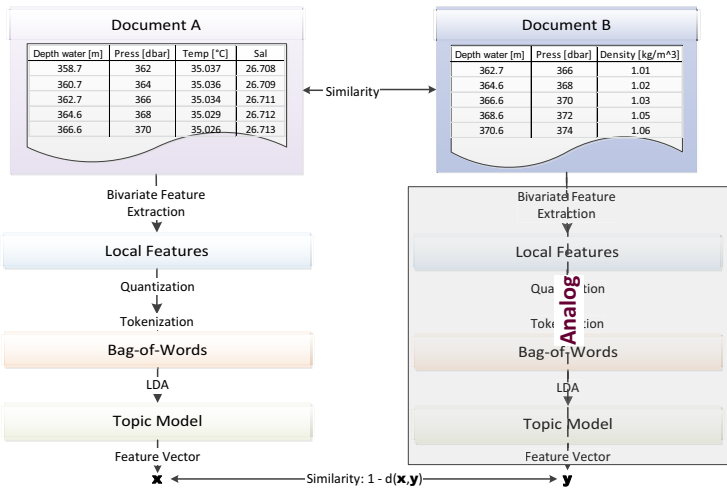 Document A
Depth water [m] Press [dbar] Temp [°C] Sal
358.7 362 35.037 26.708
360.7 364 35.036 26.709
362.7 366 35.034 26.711
364.6 368 35.029 26.712
366.6 370 35.026 26.713
Similarity
Document B
Depth water [m] Press [dbar] Density [kg/m^3]
362.7 366 1.01
364.6 368 1.02
366.6 370 1.03
368.6 372 1.05
370.6 374 1.06
Bivariate Feature
Extraction
Local Features
Quantization
Tokenization
Bag-of-Words
LDA
Topic Model
Feature Vector
x
Bivariate Feature
Extraction
Local Features
Quantization
Tokenization
Analog
Bag-of-Words
LDA
Topic Model
Feature Vector
y
Similarity: 1 - d(x,y)